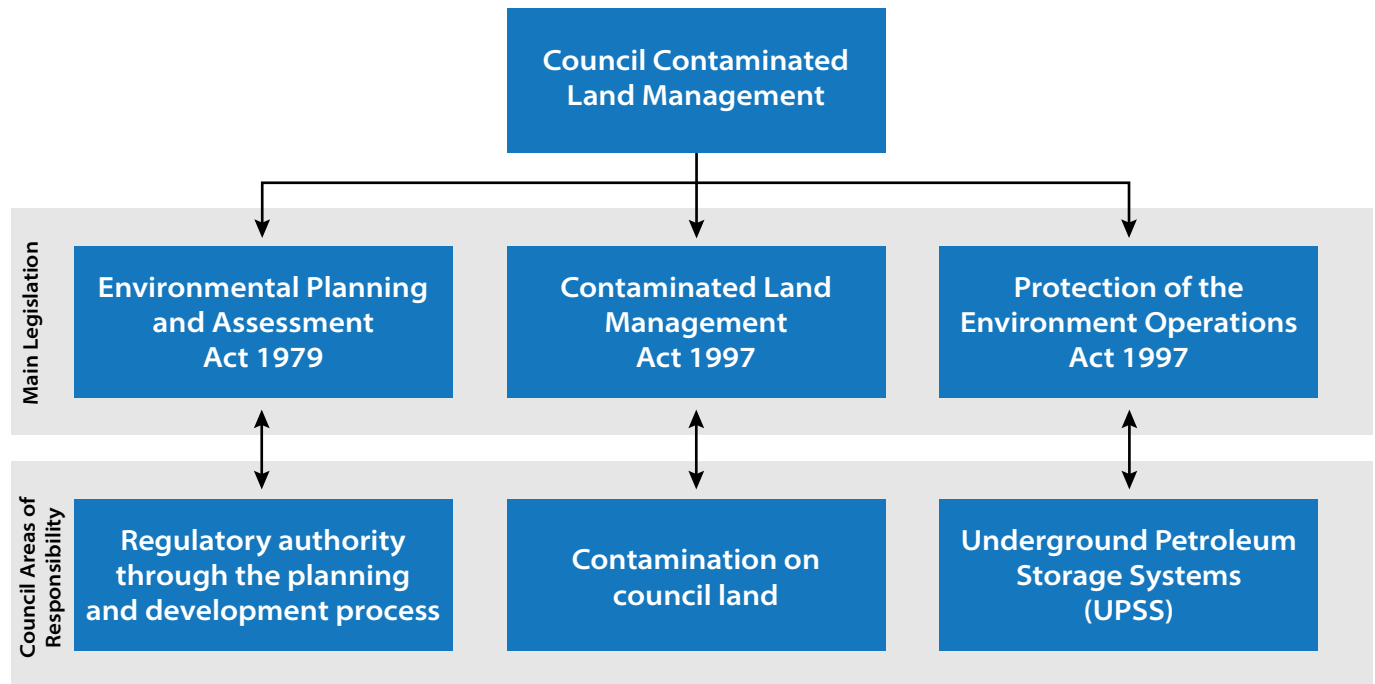 Council Contaminated
Land Management
Main Legislation
Environmental Planning
and Assessment
Act 1979
Contaminated Land
Management
Act 1997
Protection of the
Environment Operations
Act 1997
Council Areas of
Responsibility
Regulatory authority
through the planning
and development process
Contamination on
council land
Underground Petroleum
Storage Systems
(UPSS)